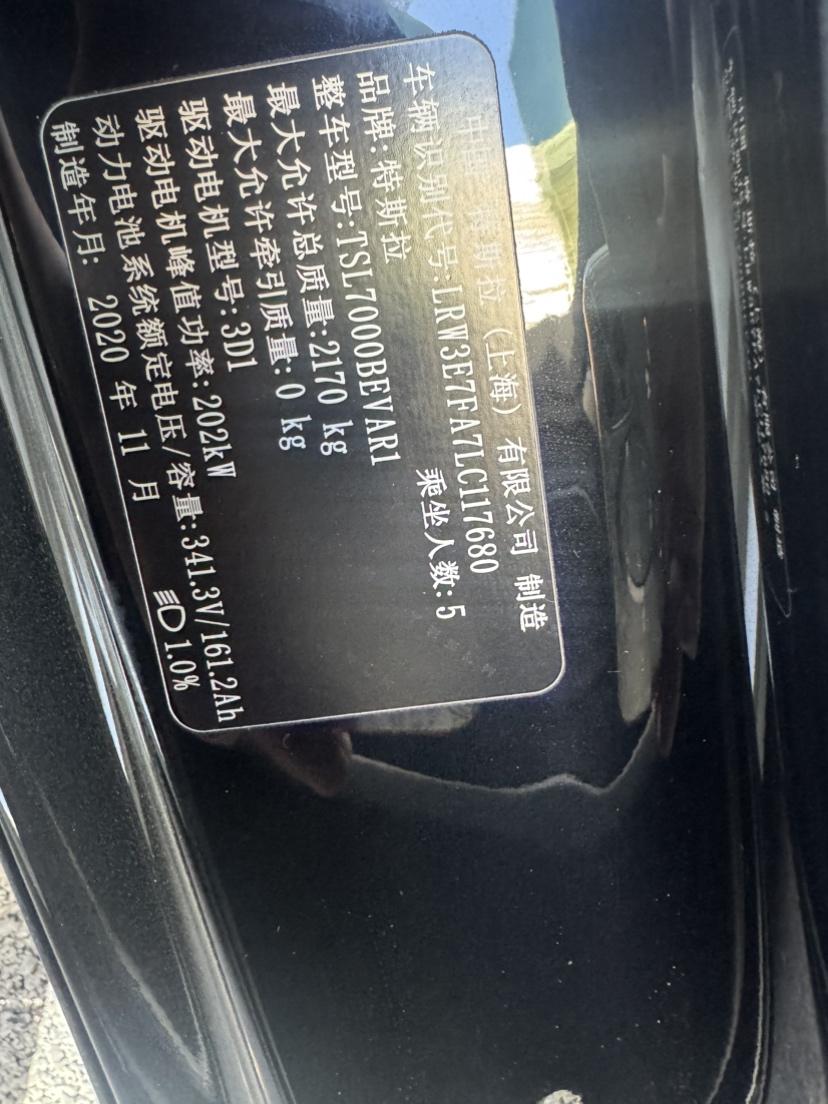 中国 特斯拉（上海）有限公司 制造
车辆识别代号:LRW3E7FA7LC117680
品牌:特斯拉 乘坐人数:5
整车型号:TSL7000BEVAR1
最大允许总质量:2170 kg
最大允许牵引质量:0 kg
驱动电机型号:3D1
驱动电机峰值功率:202kW
动力电池系统额定电压/容量:341.3V/161.2Ah
制造年月: 2020 年 11 月 1.0%